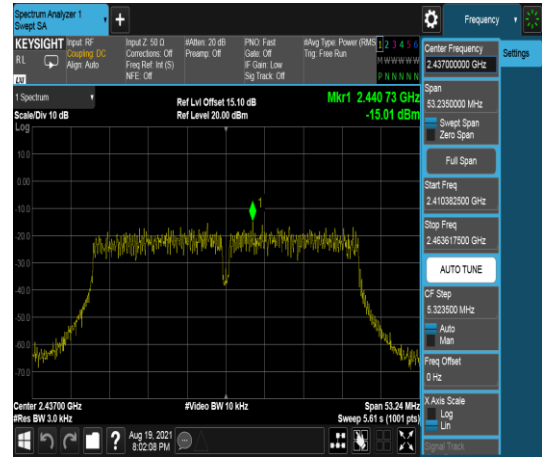 Spectrum Analyzer 1
Swept SA
Frequency
KEYSIGHT
RL
LXI
Input: RF
Coupling: DC
Align: Auto
Input Z: 50 Ω
Corrections: Off
Freq Ref: Int (S)
NFE: Off
#Atten: 20 dB
Preamp: Off
PNO: Fast
Gate: Off
IF Gain: Low
Sig Track: Off
#Avg Type: Power (RMS
Trig: Free Run
1 2 3 4 5 6
M W W W W W
P N N N N N
Center Frequency
2.437000000 GHz
Settings
Span
53.2350000 MHz
Swept Span
Zero Span
Full Span
Start Freq
2.410382500 GHz
Stop Freq
2.463617500 GHz
AUTO TUNE
CF Step
5.323500 MHz
Auto
Man
Freq Offset
0 Hz
X Axis Scale
Log
Lin
Signal Track
1 Spectrum
Scale/Div 10 dB
Log
Ref Lvl Offset 15.10 dB
Ref Level 20.00 dBm
Mkr1 2.440 73 GHz
-15.01 dBm
10.0
0.00
-10.0
-20.0
-30.0
-40.0
-50.0
-60.0
-70.0
1
Center 2.43700 GHz
#Res BW 3.0 kHz
#Video BW 10 kHz
Span 53.24 MHz
Sweep 5.61 s (1001 pts)
?
Aug 19, 2021
8:02:08 PM